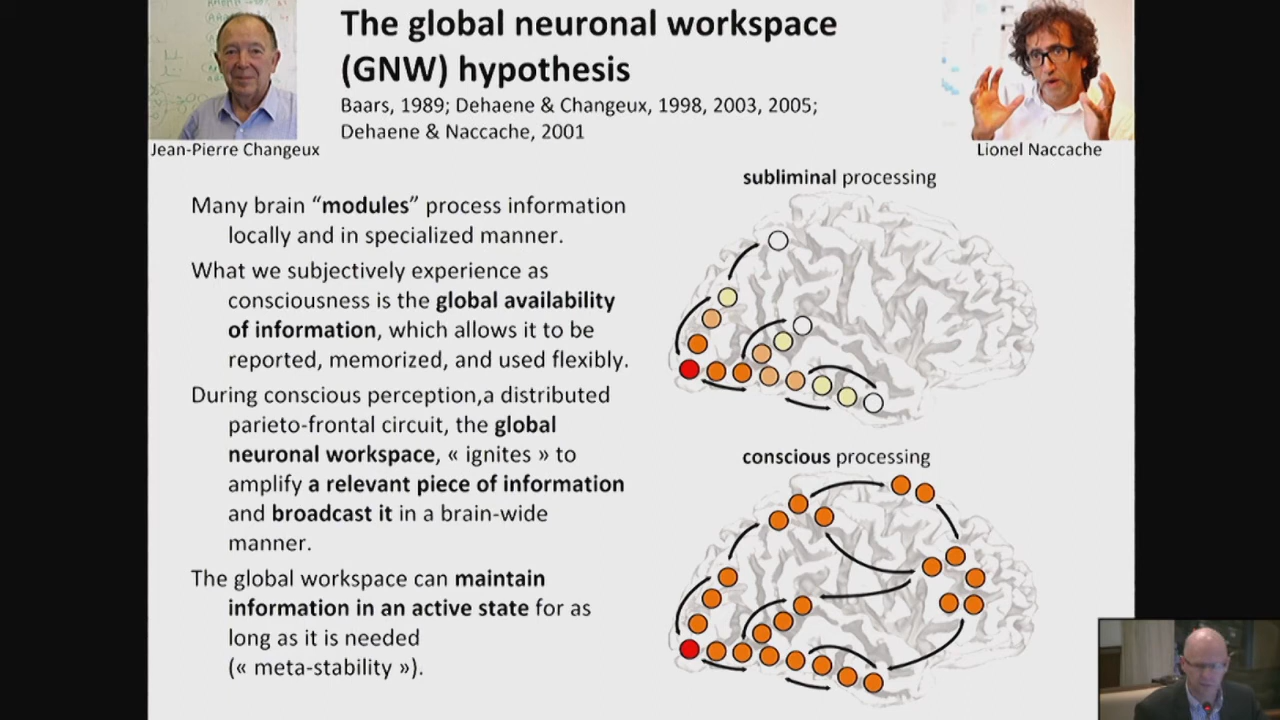 The global neuronal workspace
(GNW) hypothesis
Baars, 1989; Dehaene & Changeux, 1998, 2003, 2005;
Dehaene & Naccache, 2001
Jean-Pierre Changeux
Lionel Naccache
Many brain “modules” process information
locally and in specialized manner.
What we subjectively experience as
consciousness is the global availability
of information, which allows it to be
reported, memorized, and used flexibly.
During conscious perception,a distributed
parieto-frontal circuit, the global
neuronal workspace, « ignites » to
amplify a relevant piece of information
and broadcast it in a brain-wide
manner.
The global workspace can maintain
information in an active state for as
long as it is needed
(« meta-stability »).
subliminal processing
conscious processing